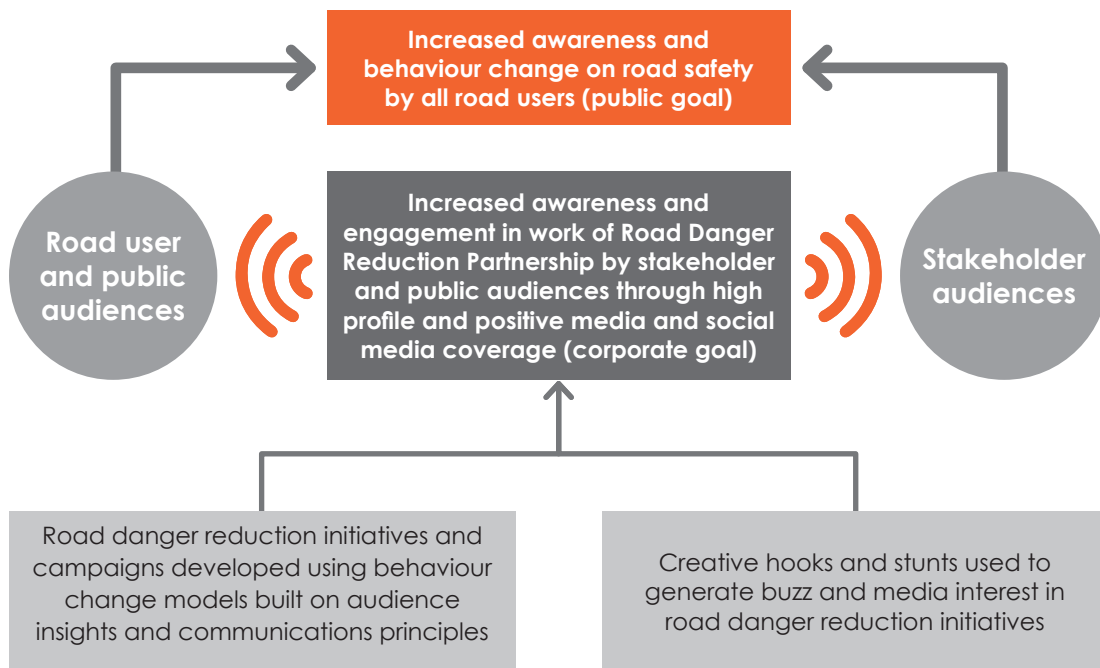 Increased awareness and
behaviour change on road safety
by all road users (public goal)
Road user
and public
audiences
Increased awareness and
engagement in work of Road Danger
Reduction Partnership by stakeholder
and public audiences through high
profile and positive media and social
media coverage (corporate goal)
Stakeholder
audiences
Road danger reduction initiatives and
campaigns developed using behaviour
change models built on audience
insights and communications principles
Creative hooks and stunts used to
generate buzz and media interest in
road danger reduction initiatives